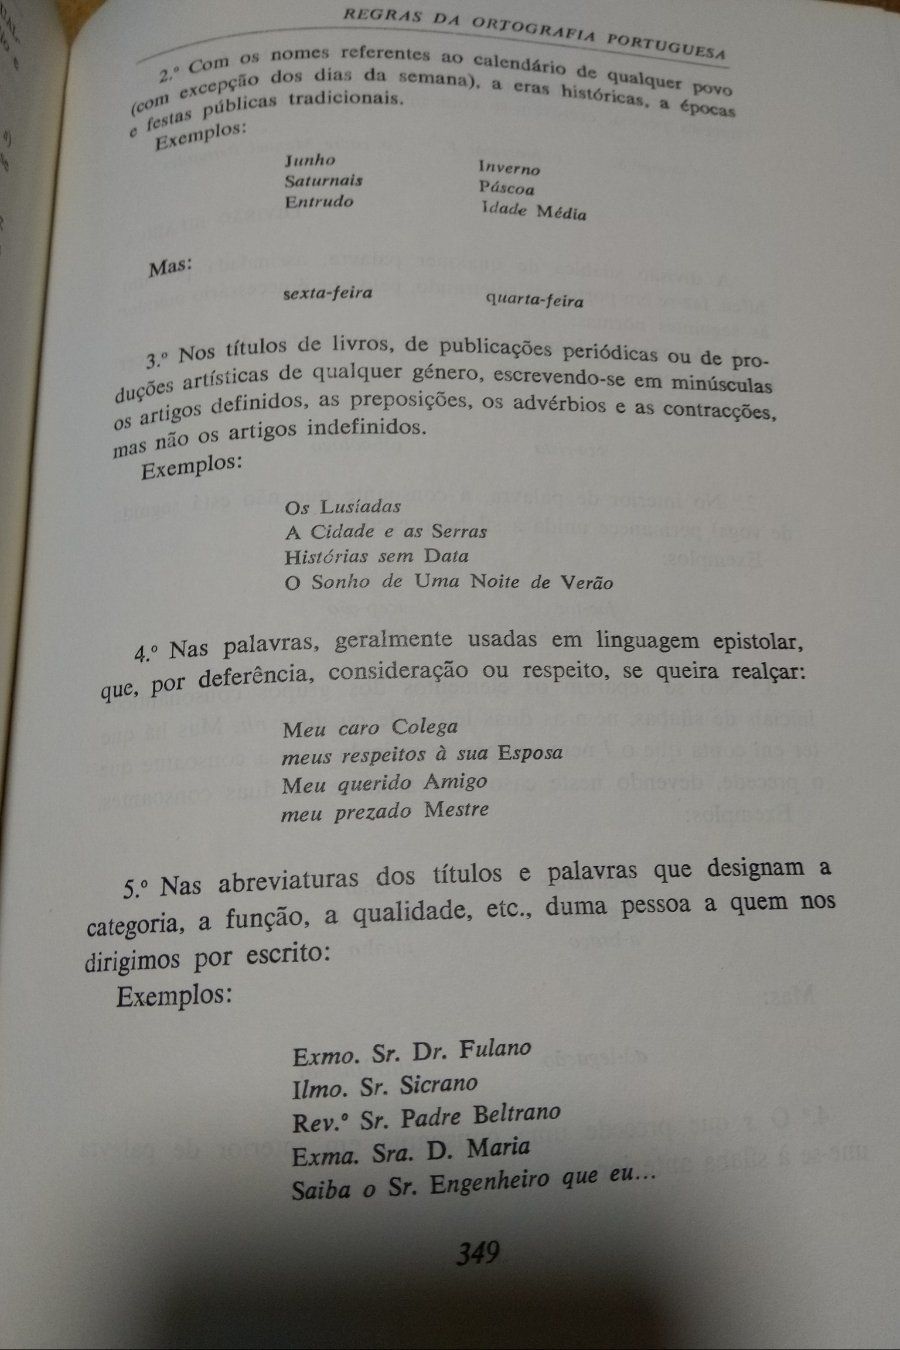 REGRAS DA ORTOGRAFIA PORTUGUESA
2.º Com os nomes referentes ao calendário de qualquer povo
(com excepção dos dias da semana), a eras históricas, a épocas
e festas públicas tradicionais.
Exemplos:
Junho Inverno
Saturnais Páscoa
Entrudo Idade Média
Mas:
sexta-feira quarta-feira
3.º Nos títulos de livros, de publicações periódicas ou de pro-
duções artísticas de qualquer género, escrevendo-se em minúsculas
os artigos definidos, as preposições, os advérbios e as contracções,
mas não os artigos indefinidos.
Exemplos:
Os Lusíadas
A Cidade e as Serras
Histórias sem Data
O Sonho de Uma Noite de Verão
4.º Nas palavras, geralmente usadas em linguagem epistolar,
que, por deferência, consideração ou respeito, se queira realçar:
Meu caro Colega
meus respeitos à sua Esposa
Meu querido Amigo
meu prezado Mestre
5.º Nas abreviaturas dos títulos e palavras que designam a
categoria, a função, a qualidade, etc., duma pessoa a quem nos
dirigimos por escrito:
Exemplos:
Exmo. Sr. Dr. Fulano
Ilmo. Sr. Sicrano
Rev.º Sr. Padre Beltrano
Exma. Sra. D. Maria
Saiba o Sr. Engenheiro que eu...
349